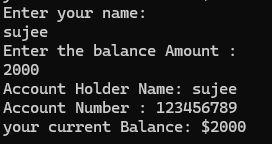 Enter your name:
sujee
Enter the balance Amount :
2000
Account Holder Name: sujee
Account Number : 123456789
your current Balance: $2000